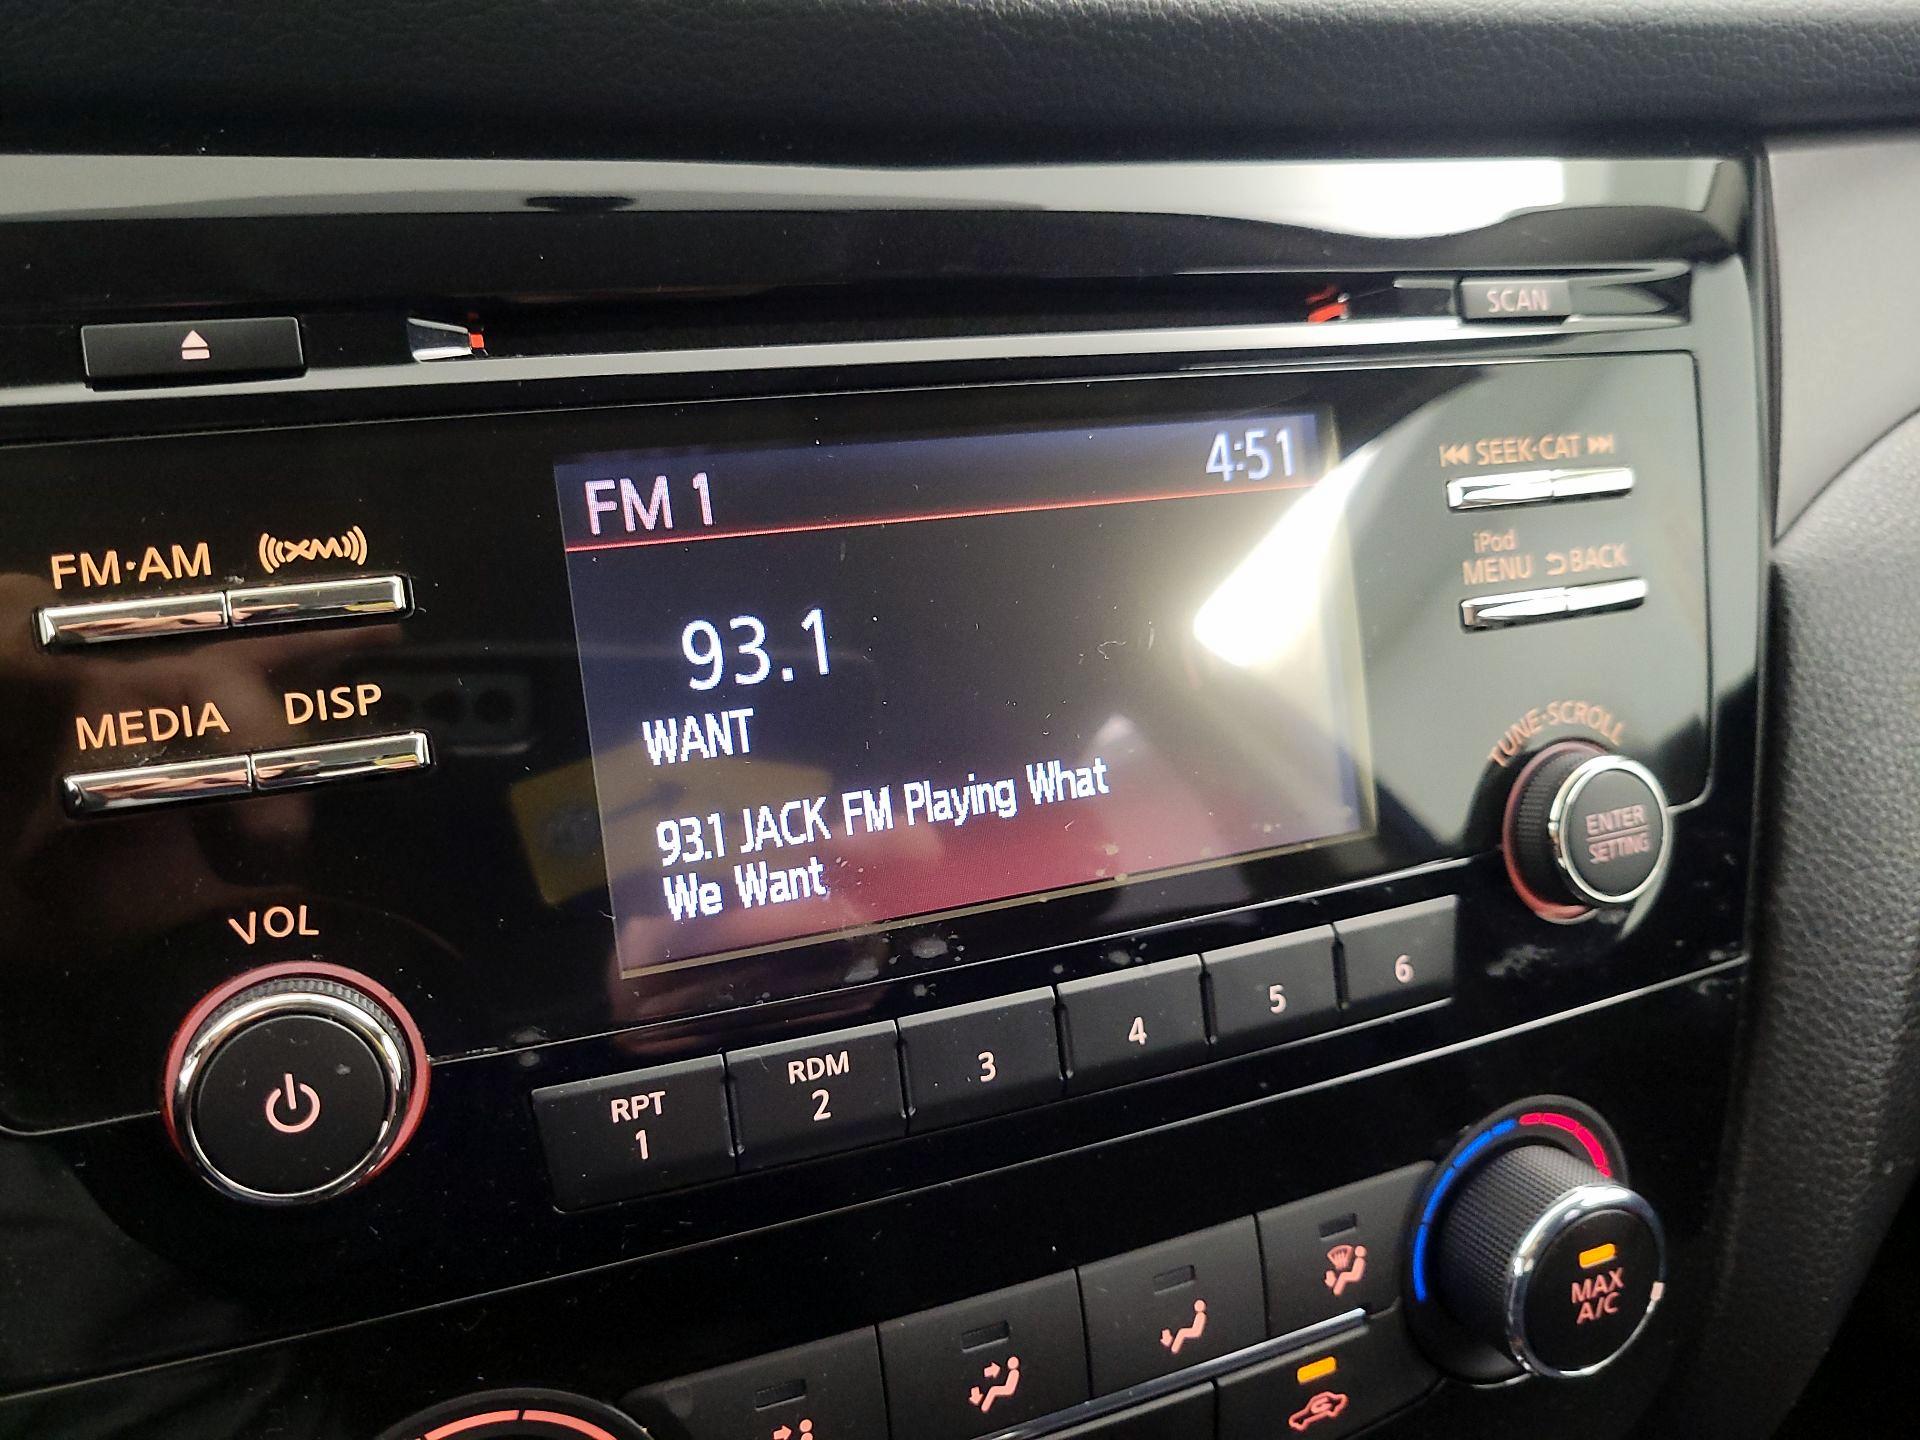 SCAN
FM 1 4:51
SEEK·CAT
FM·AM XM
iPod
MENU BACK
93.1
WANT
MEDIA DISP
TUNE·SCROLL
93.1 JACK FM Playing What
We Want
ENTER
SETTING
VOL
RPT
1
RDM
2
3
4
5
6
MAX
A/C